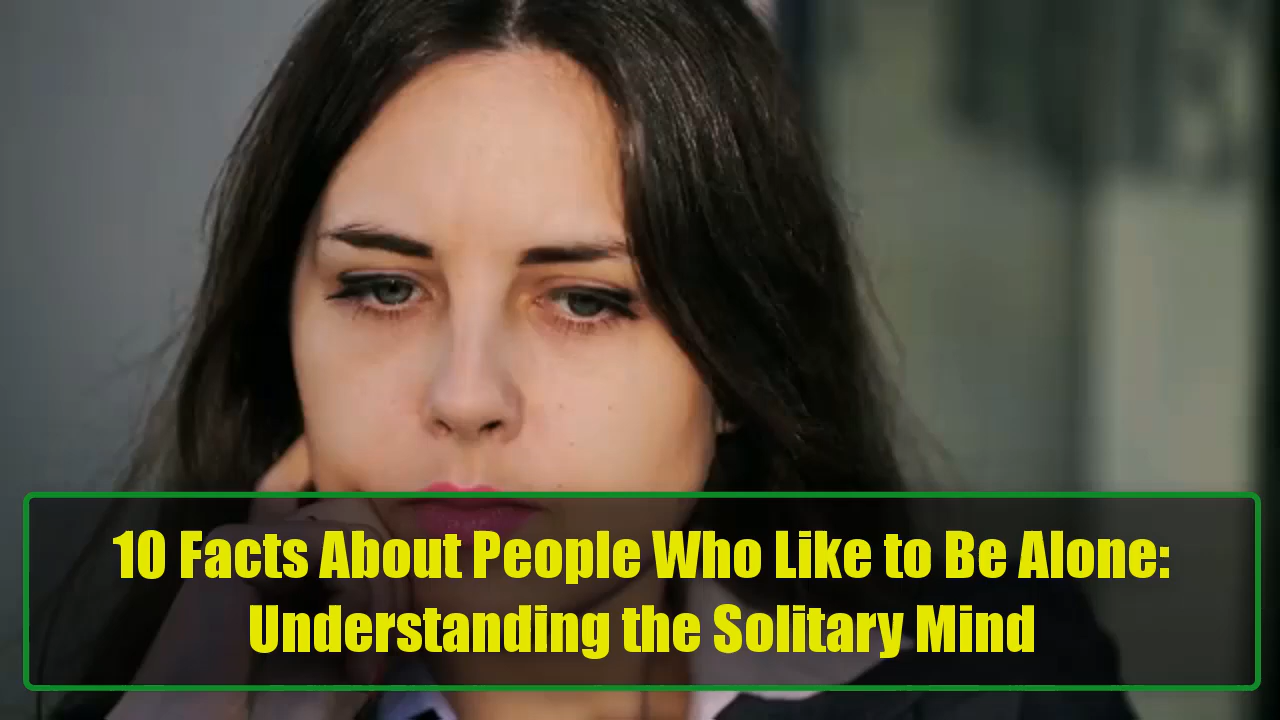 10 Facts About People Who Like to Be Alone:
Understanding the Solitary Mind